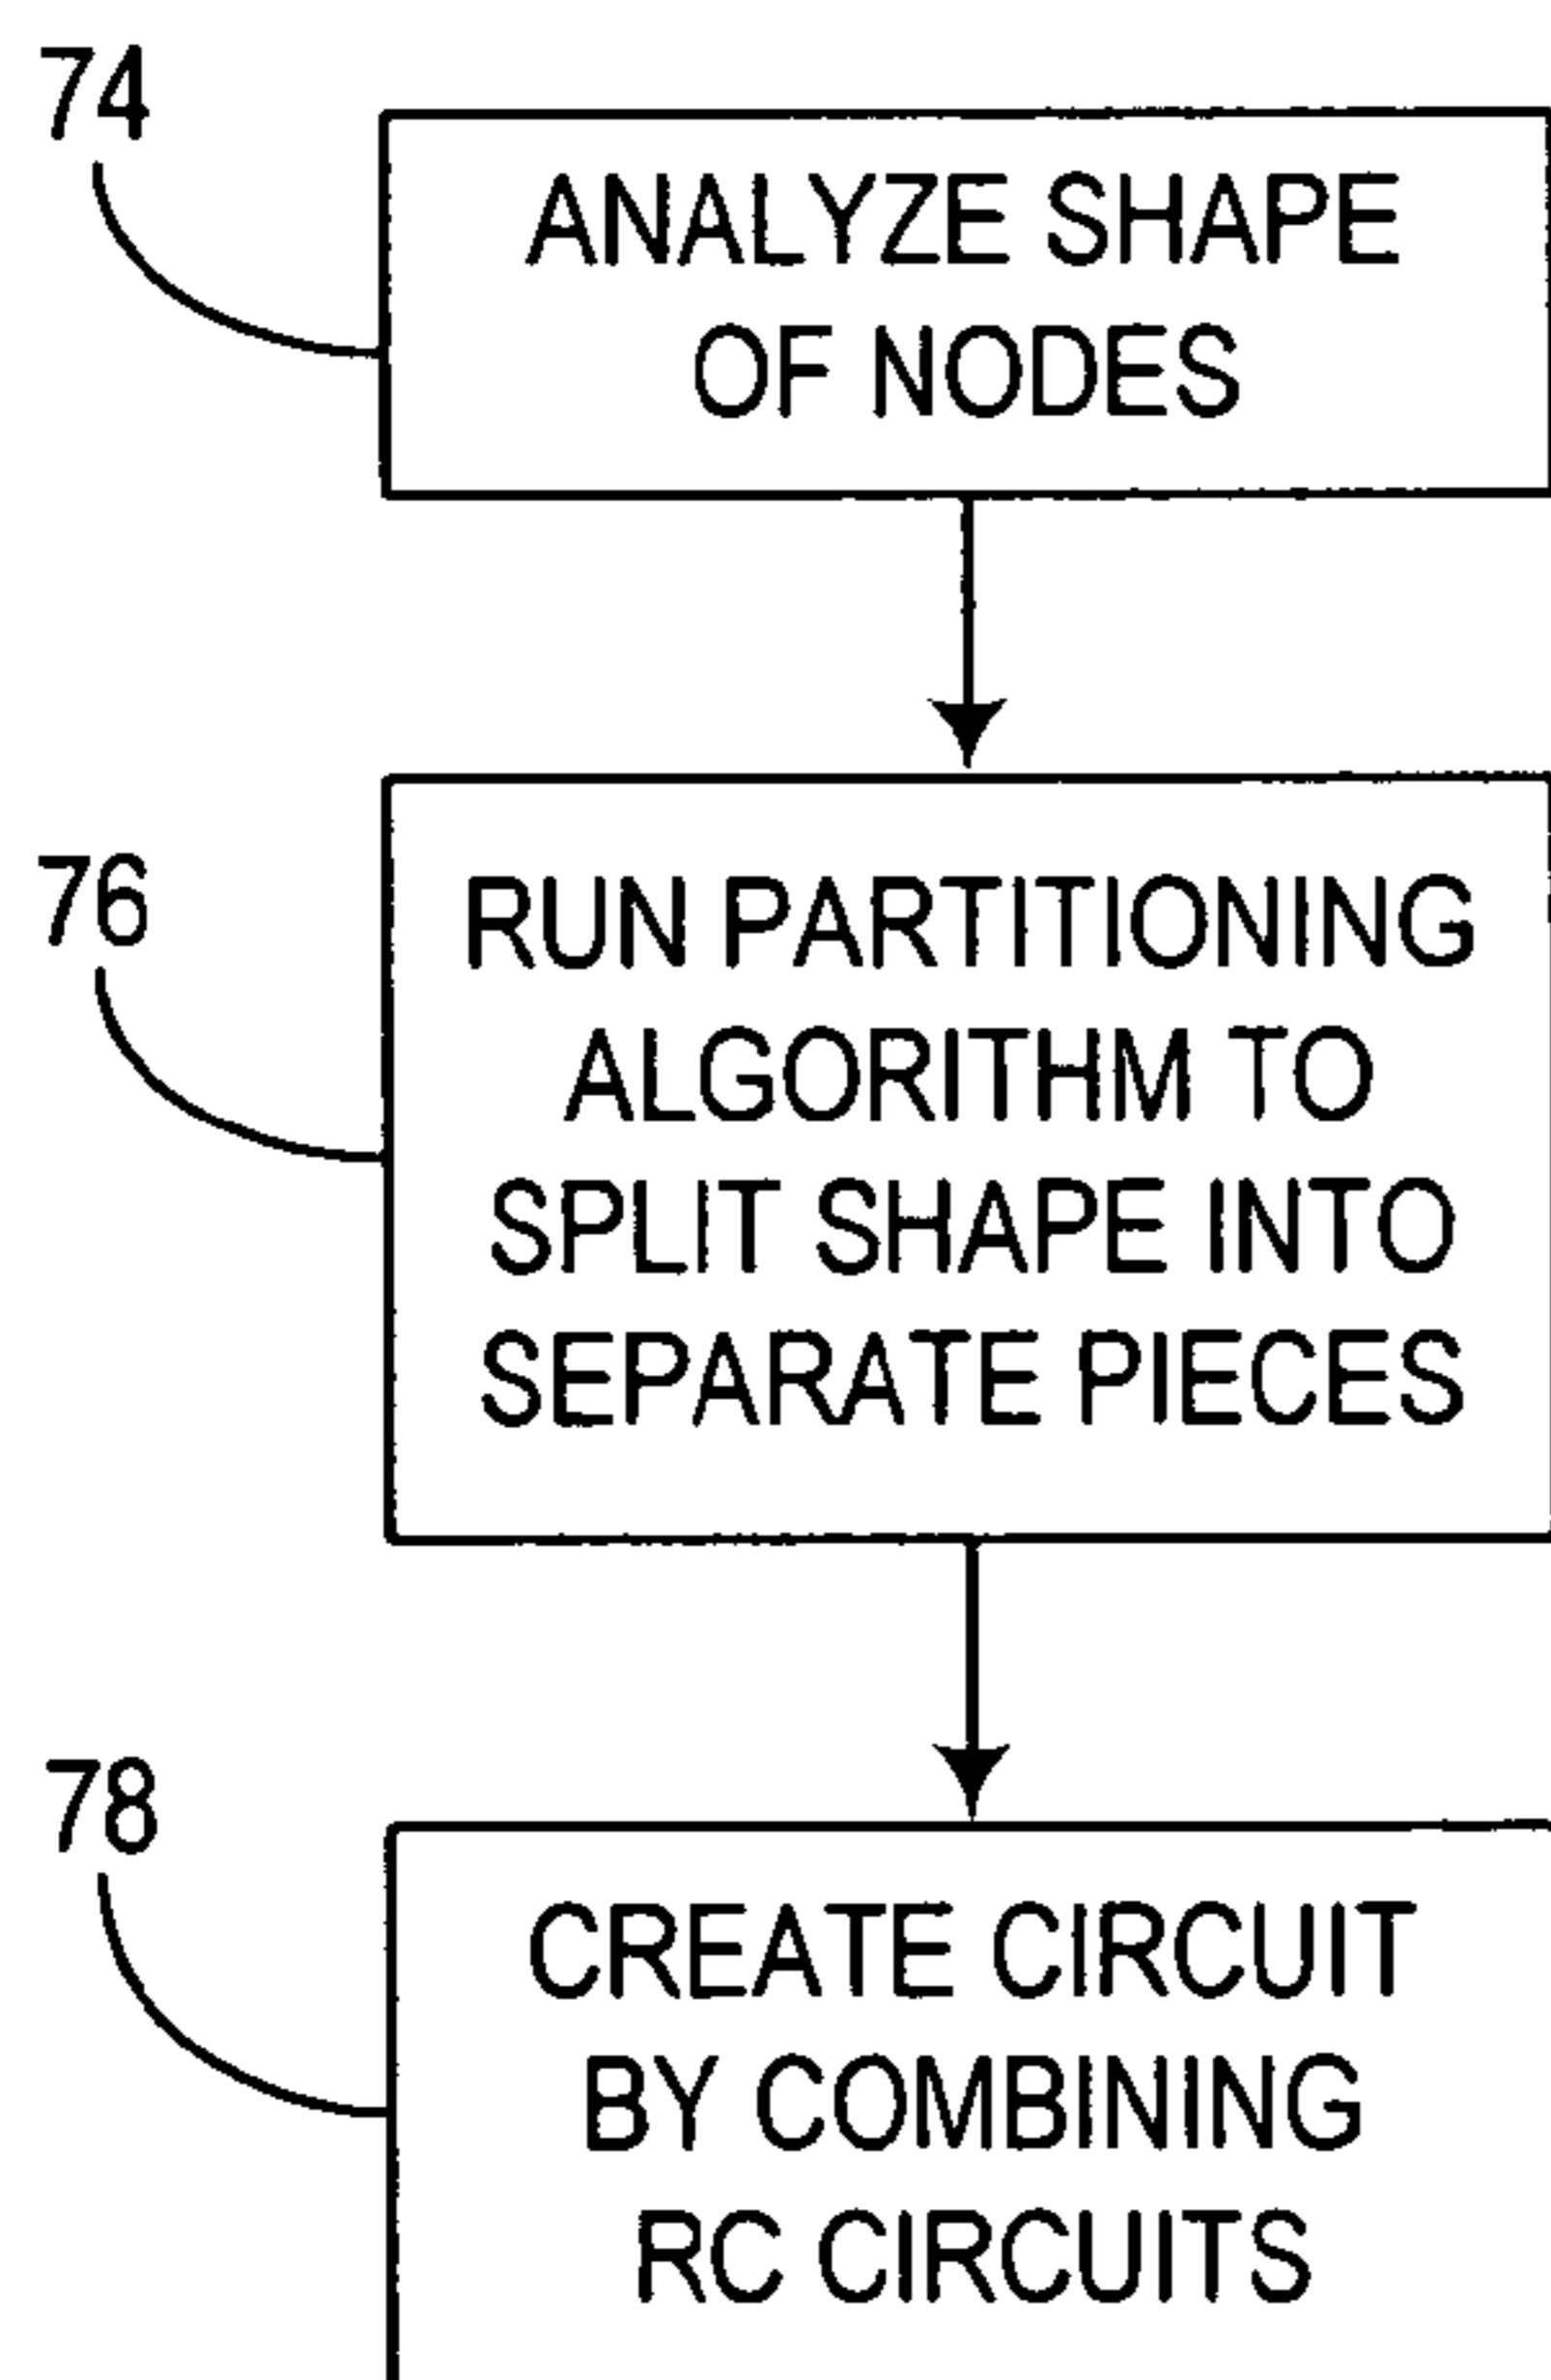 74
ANALYZE SHAPE
OF NODES
76
RUN PARTITIONING
ALGORITHM TO
SPLIT SHAPE INTO
SEPARATE PIECES
78
CREATE CIRCUIT
BY COMBINING
RC CIRCUITS